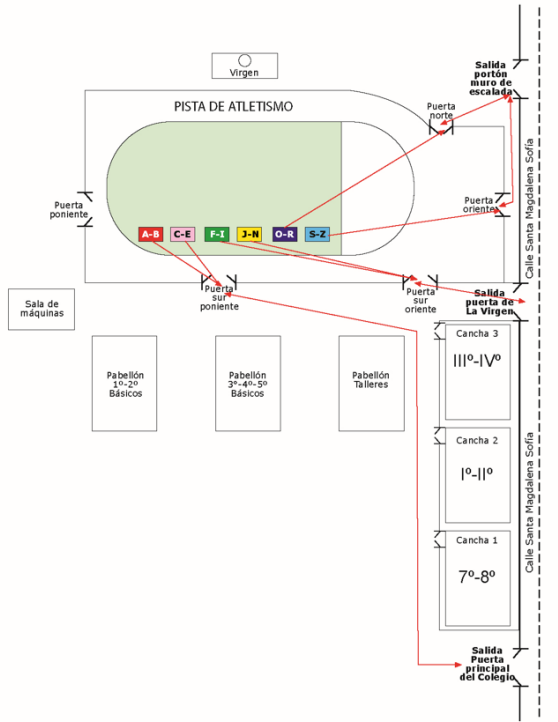 Salida
portón
muro de
escalada
Virgen
PISTA DE ATLETISMO
Puerta
norte
Calle Santa Magdalena Sofía
Puerta
poniente
Puerta
oriente
A-B
C-E
F-I
J-N
O-R
S-Z
Puerta
sur
poniente
Puerta
sur
oriente
Salida
puerta de
La Virgen
Sala de
máquinas
Pabellón
1º-2º
Básicos
Pabellón
3°-4º-5º
Básicos
Pabellón
Talleres
Cancha 3
IIIº-IVº
Cancha 2
Iº-IIº
Cancha 1
7º-8º
Calle Santa Magdalena Sofía
Salida
Puerta
principal
del Colegio